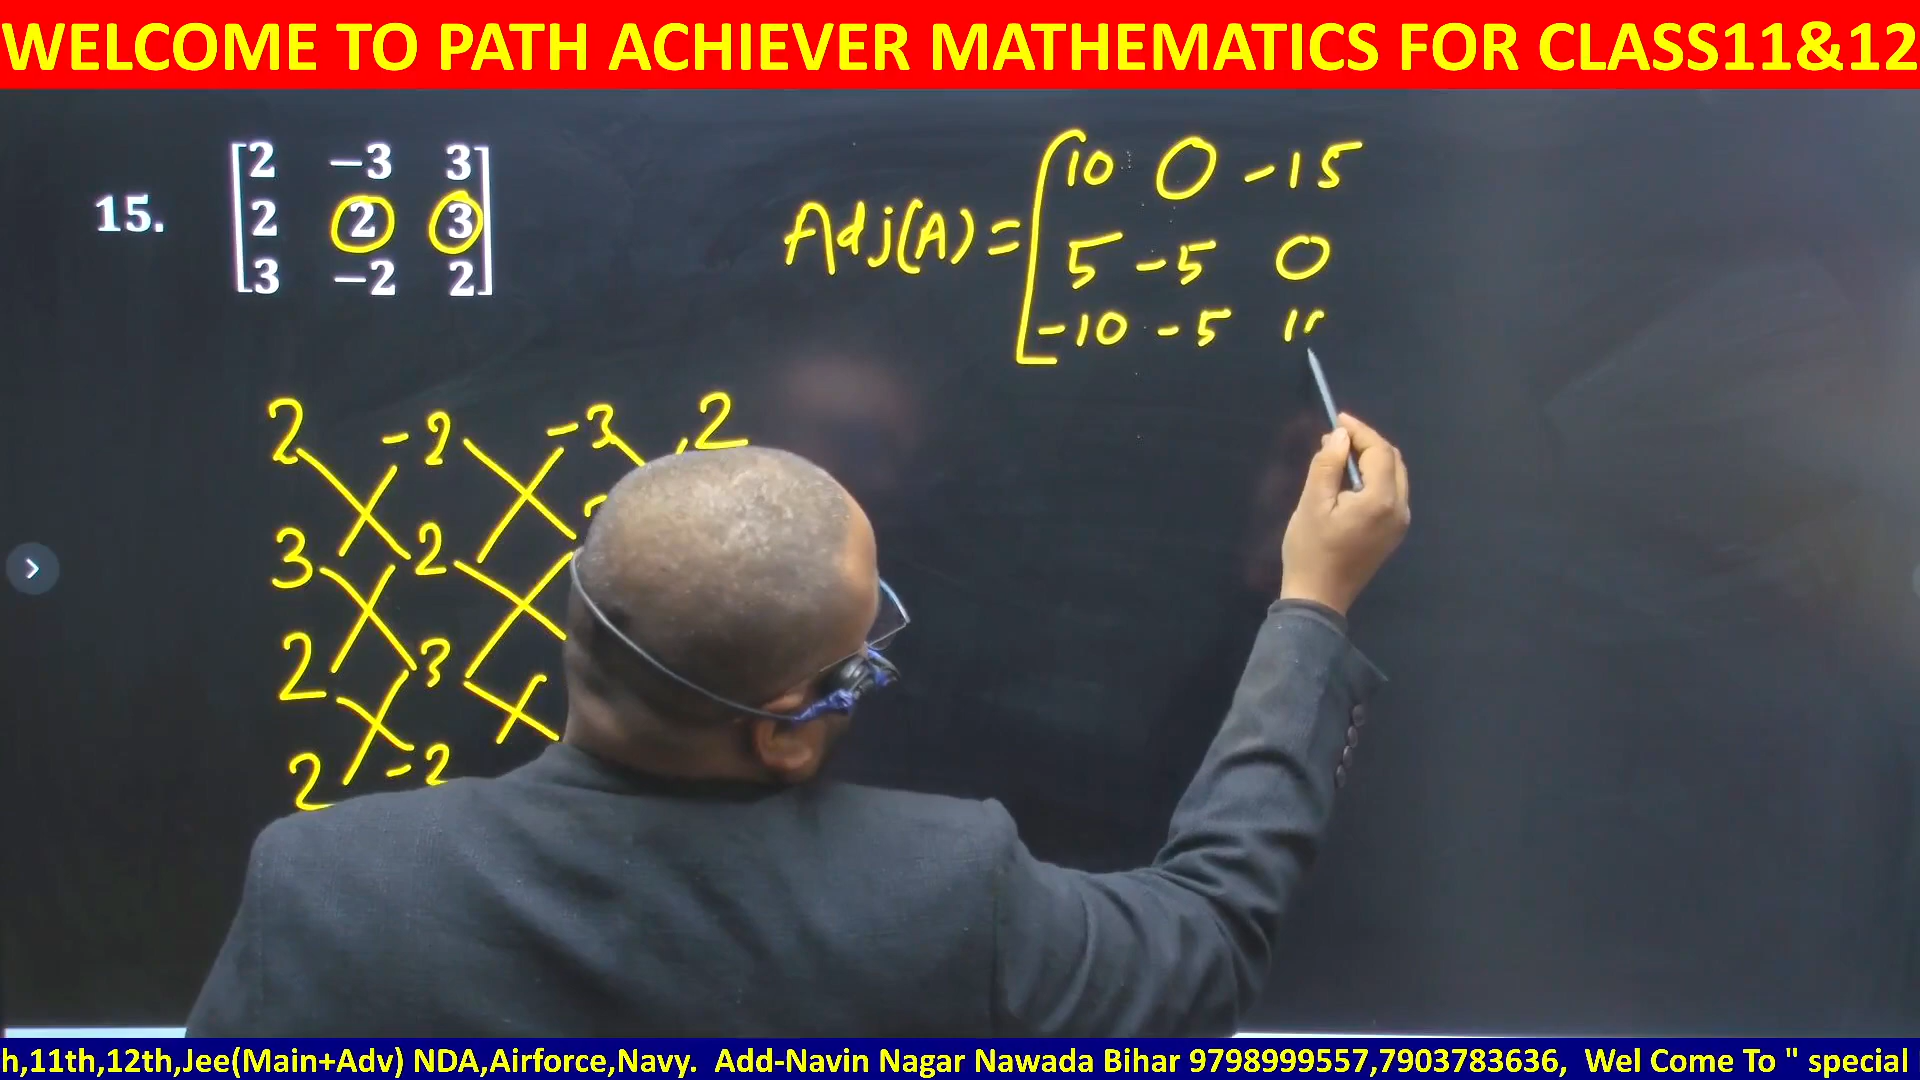 WELCOME TO PATH ACHIEVER MATHEMATICS FOR CLASS11&12
15.
2 −3 3
2 2 3
3 −2 2
Adj(A) =
10 0 -15
5 -5 0
-10 -5
2 -2 -3 2
3 2
2 3
2 -2
h,11th,12th,Jee(Main+Adv) NDA,Airforce,Navy. Add-Navin Nagar Nawada Bihar 9798999557,7903783636, Wel Come To " special